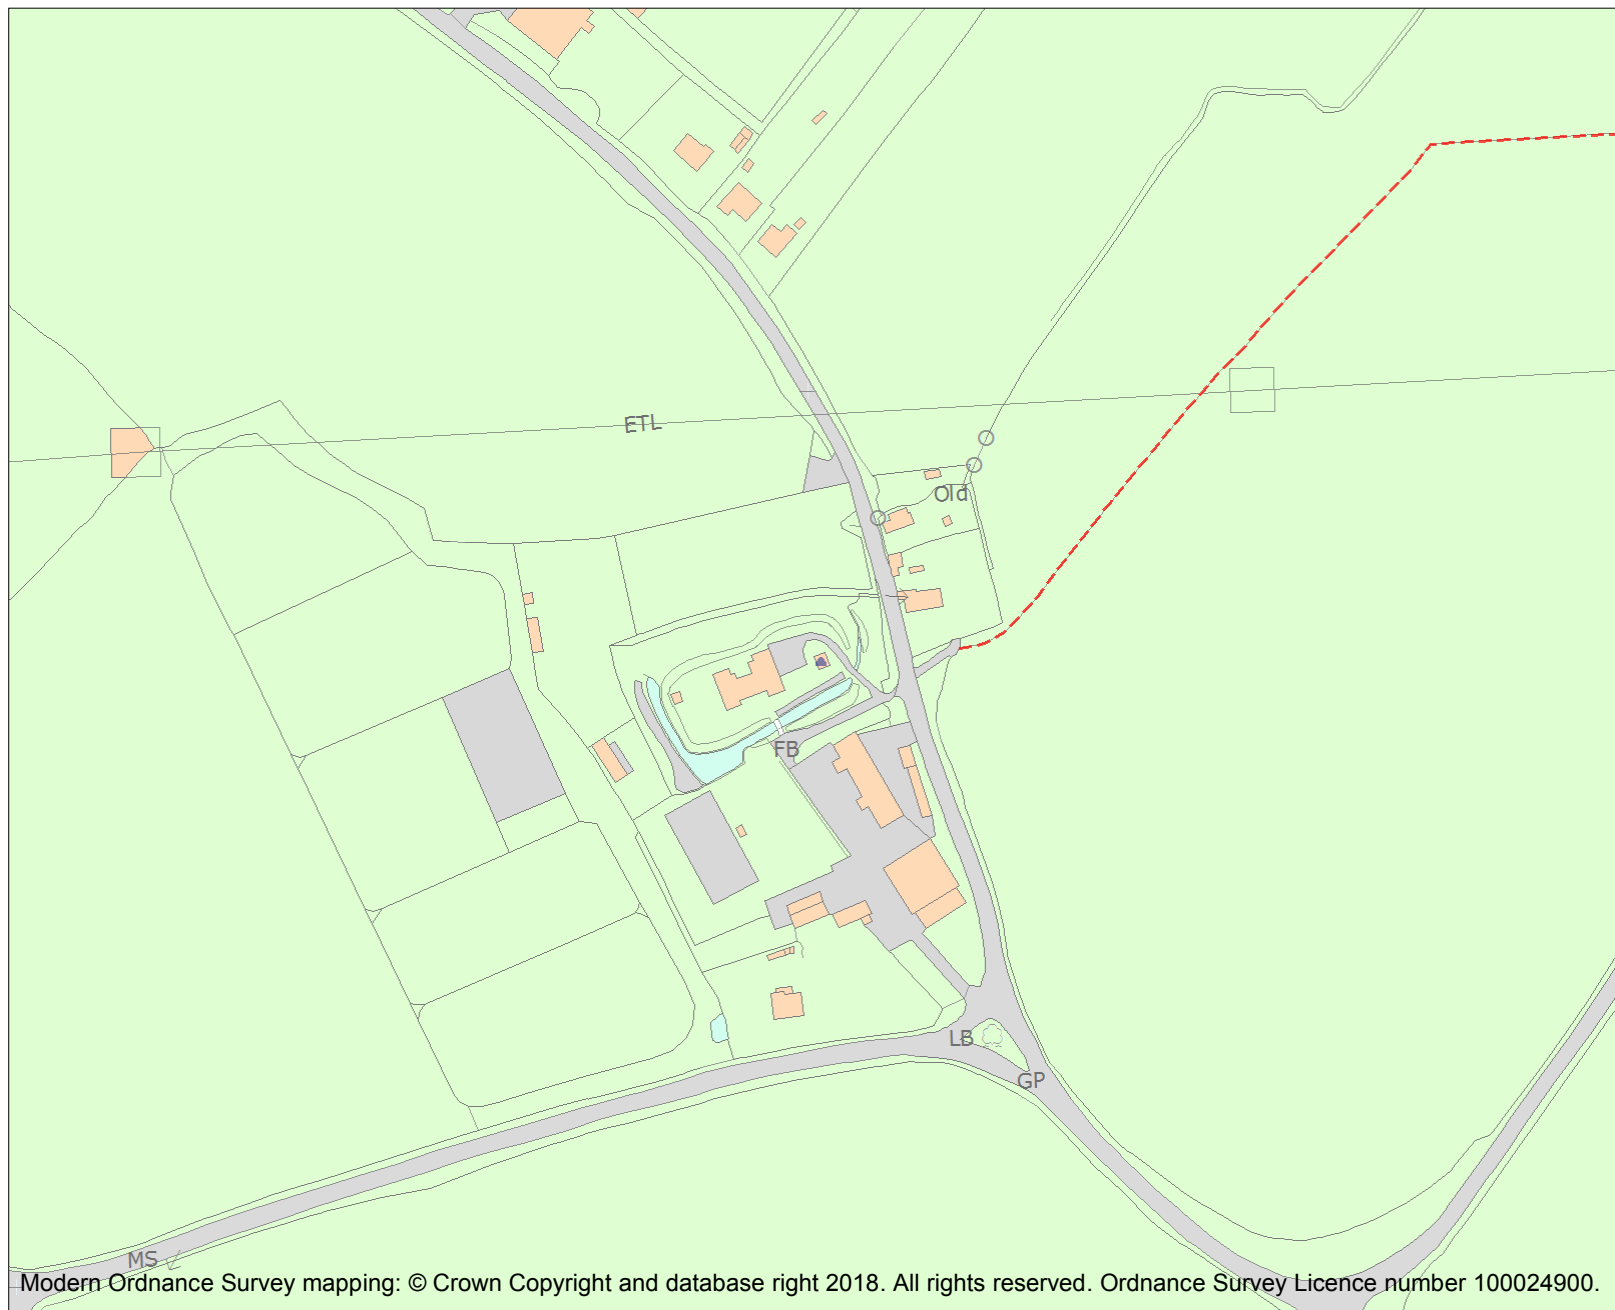 ETL
Old
FB
LB
GP
MS
Modern Ordnance Survey mapping: © Crown Copyright and database right 2018. All rights reserved. Ordnance Survey Licence number 100024900.